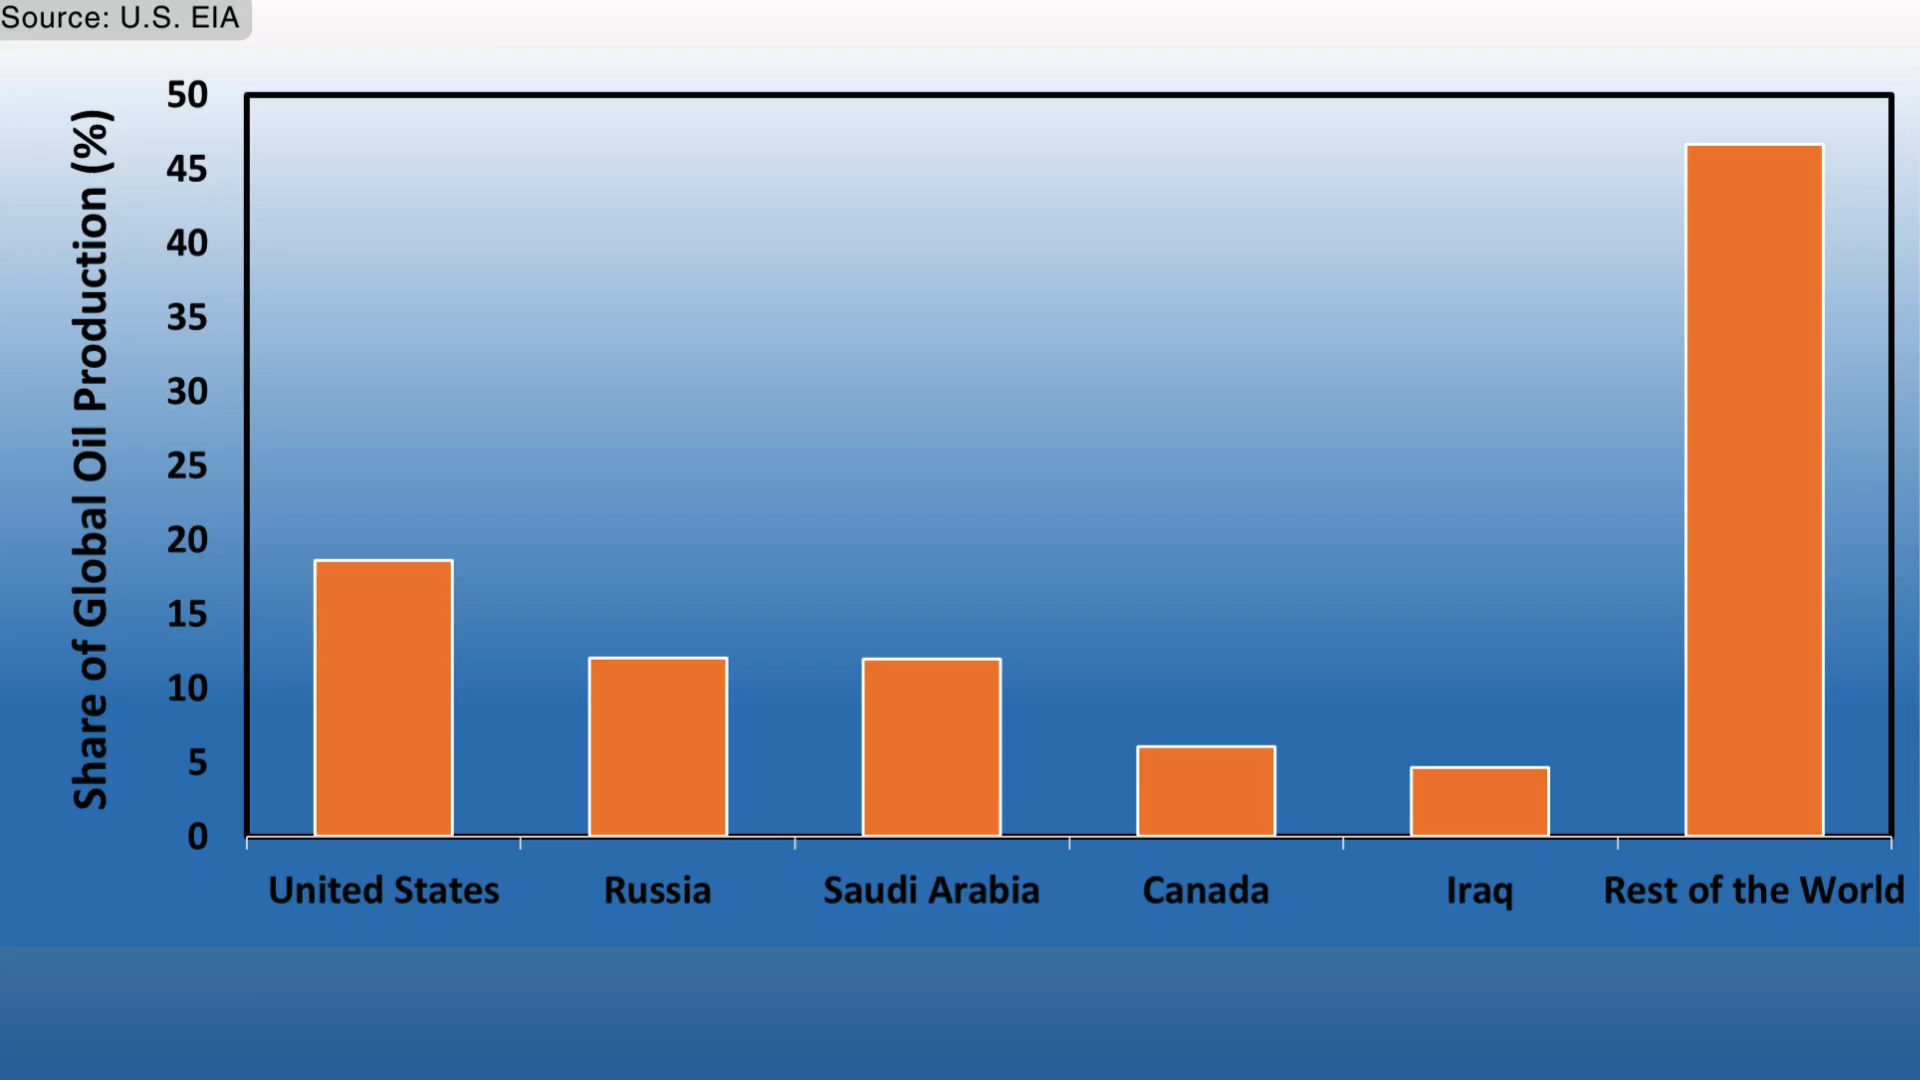 Source: U.S. EIA
Share of Global Oil Production (%)
50
45
40
35
30
25
20
15
10
5
0
United States
Russia
Saudi Arabia
Canada
Iraq
Rest of the World